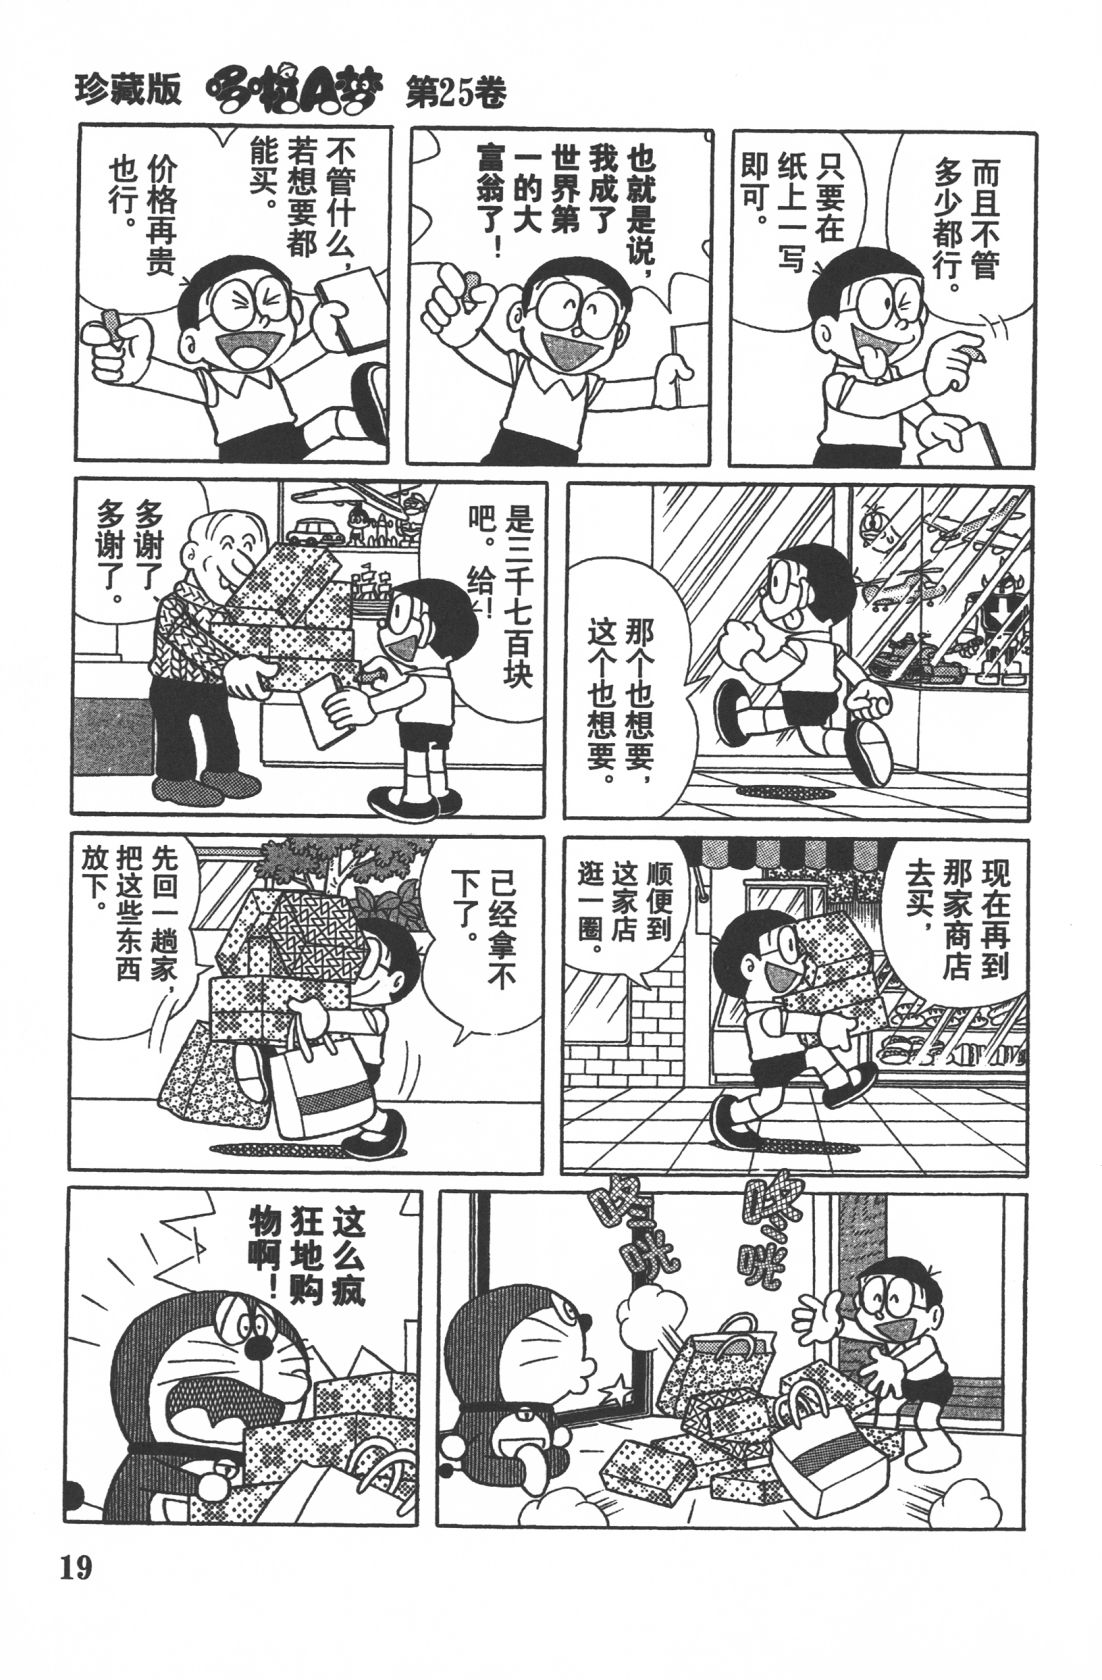 珍藏版 哆啦A梦 第25卷
而且不管
多少都行。
只要在
纸上一写
即可。
也就是说，
我成了
世界第
一的大
富翁了！
不管什么，
若想要都
能买。
价格再贵
也行。
那个也想要，
这个也想要。
是三千七百块
吧。给！
多谢了，
多谢了。
现在再到
那家商店
去买，
顺便到
这家店
逛一圈。
已经拿不
下了。
先回一趟家，
把这些东西
放下。
咚咣
咚咣
这么疯
狂地购
物啊！
19